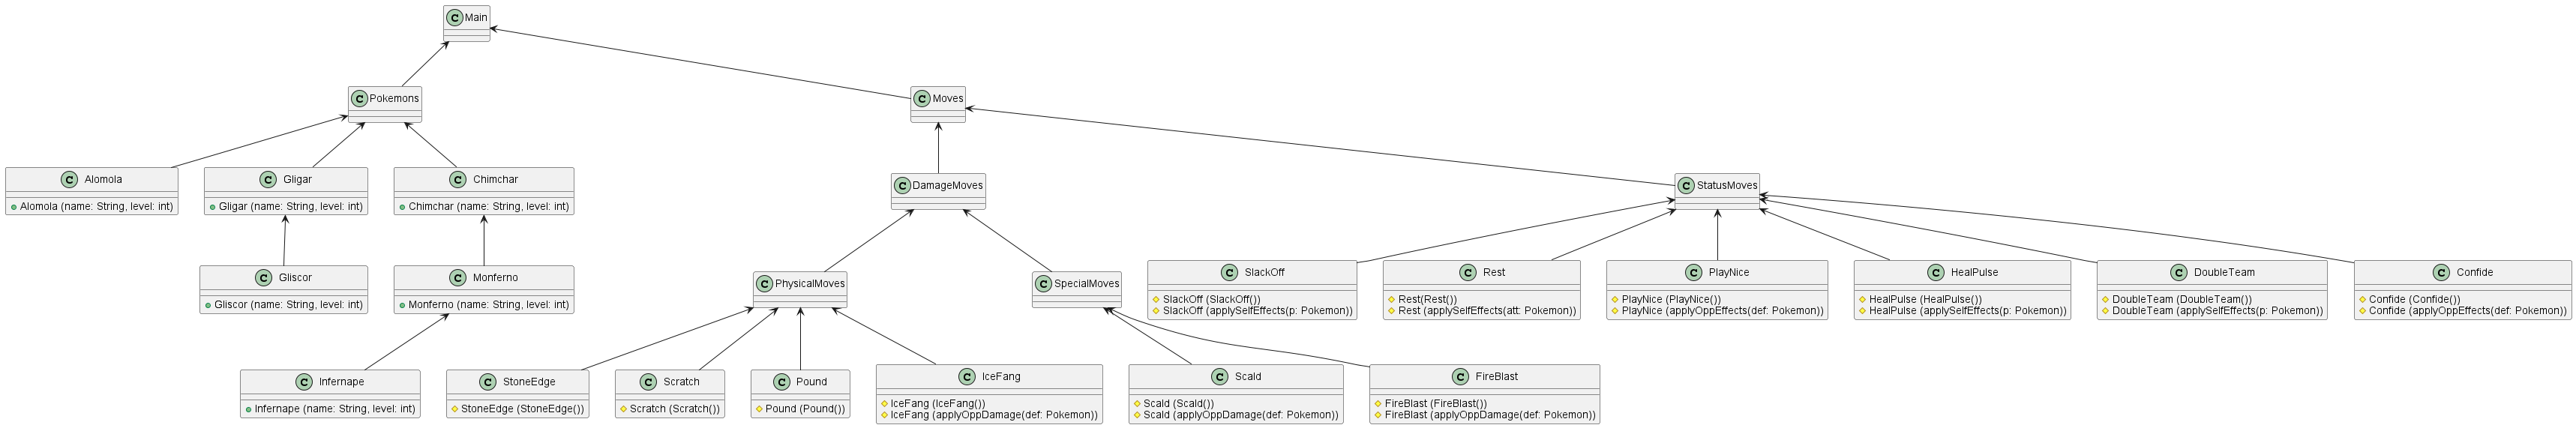 C Main
C Pokemons
C Moves
C Alomola
Alomola (name: String, level: int)
C Gligar
Gligar (name: String, level: int)
C Chimchar
Chimchar (name: String, level: int)
C DamageMoves
C StatusMoves
C Gliscor
Gliscor (name: String, level: int)
C Monferno
Monferno (name: String, level: int)
C PhysicalMoves
C SpecialMoves
C SlackOff
SlackOff (SlackOff())
SlackOff (applySelfEffects(p: Pokemon))
C Rest
Rest(Rest())
Rest (applySelfEffects(att: Pokemon))
C PlayNice
PlayNice (PlayNice())
PlayNice (applyOppEffects(def: Pokemon))
C HealPulse
HealPulse (HealPulse())
HealPulse (applySelfEffects(p: Pokemon))
C DoubleTeam
DoubleTeam (DoubleTeam())
DoubleTeam (applySelfEffects(p: Pokemon))
C Confide
Confide (Confide())
Confide (applyOppEffects(def: Pokemon))
C Infernape
Infernape (name: String, level: int)
C StoneEdge
StoneEdge (StoneEdge())
C Scratch
Scratch (Scratch())
C Pound
Pound (Pound())
C IceFang
IceFang (IceFang())
IceFang (applyOppDamage(def: Pokemon))
C Scald
Scald (Scald())
Scald (applyOppDamage(def: Pokemon))
C FireBlast
FireBlast (FireBlast())
FireBlast (applyOppDamage(def: Pokemon))